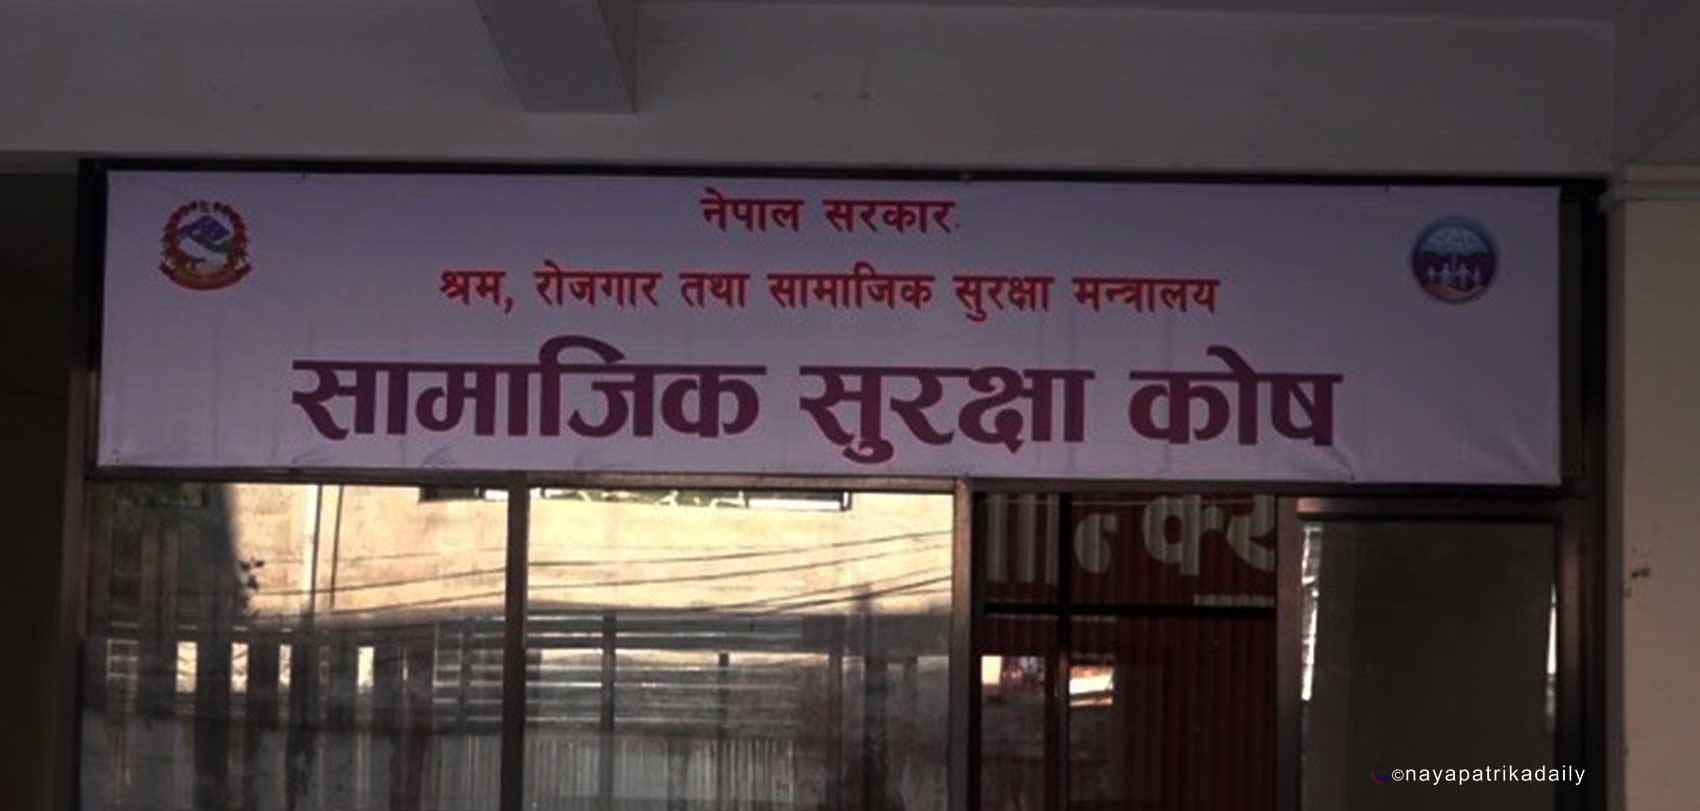 नेपाल सरकार
श्रम, रोजगार तथा सामाजिक सुरक्षा मन्त्रालय
सामाजिक सुरक्षा कोष
©nayapatrikadaily